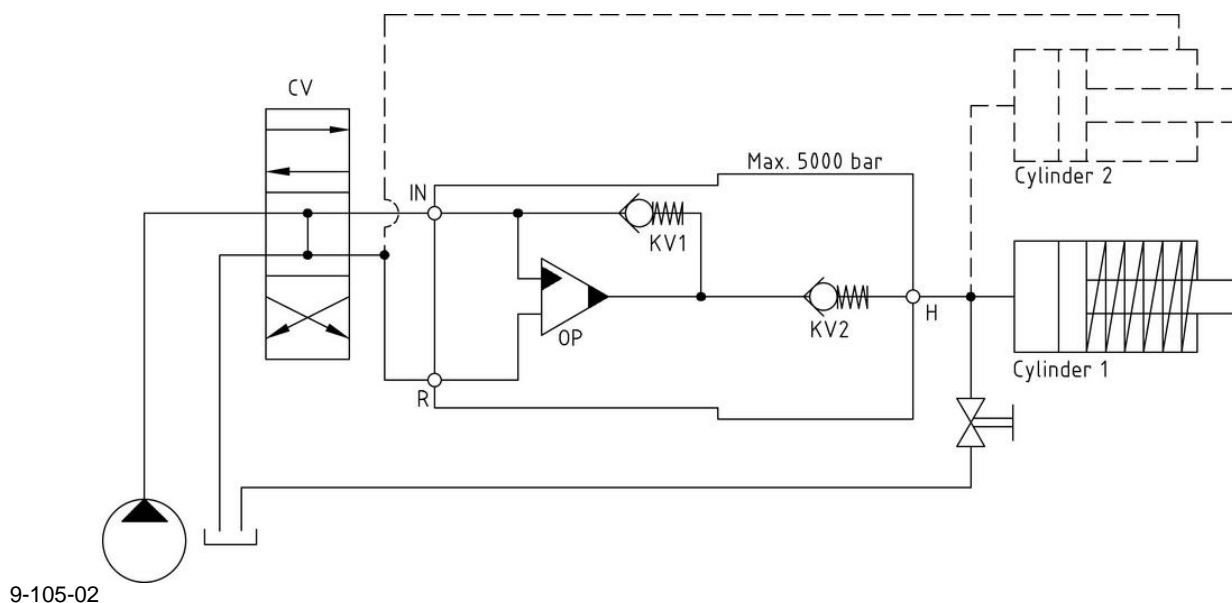 CV
Max. 5000 bar
Cylinder 2
IN
KV1
OP
KV2
H
R
Cylinder 1
9-105-02